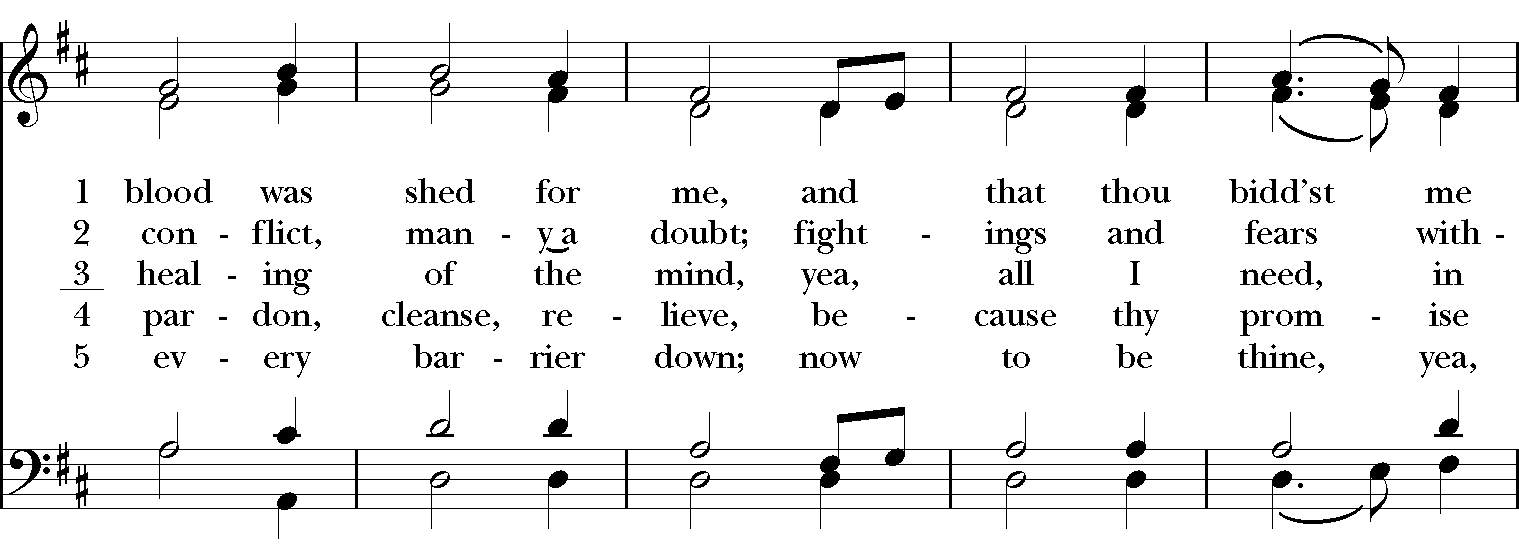 1 blood was shed for me, and that thou bidd’st me
2 con - flict, man - y a doubt; fight - ings and fears with -
3 heal - ing of the mind, yea, all I need, in
4 par - don, cleanse, re - lieve, be - cause thy prom - ise
5 ev - ery bar - rier down; now to be thine, yea,